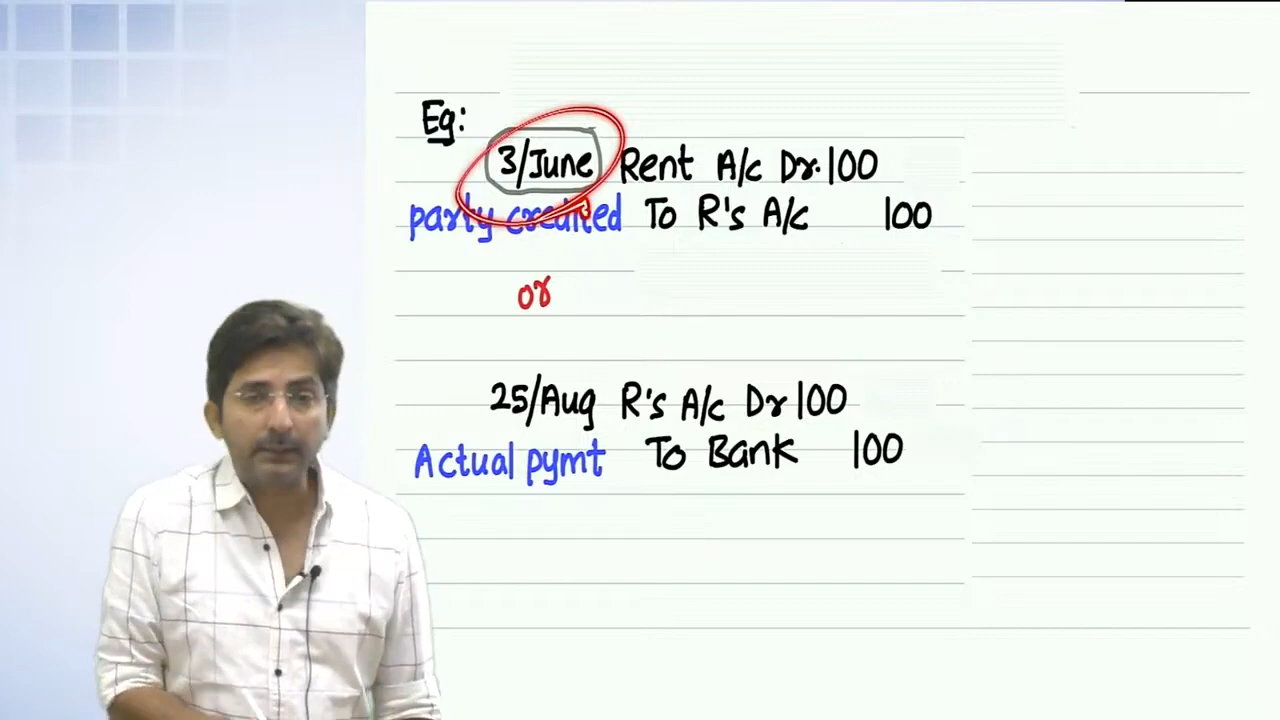 Eg:
3/June Rent A/c Dr. 100
party credited To R's A/c 100
or
25/Aug R's A/c Dr 100
Actual pymt To Bank 100